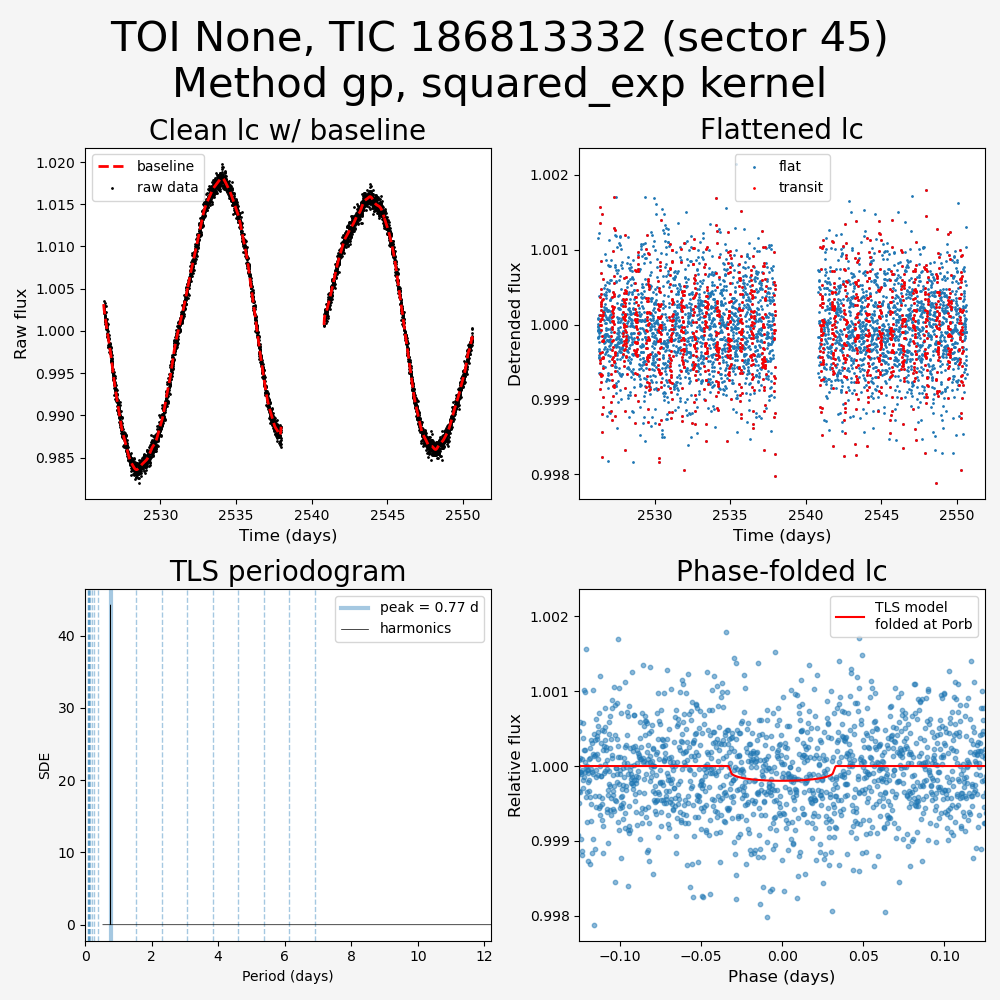 TOI None, TIC 186813332 (sector 45)
Method gp, squared_exp kernel
Clean lc w/ baseline
Raw flux
1.020
1.015
1.010
1.005
1.000
0.995
0.990
0.985
baseline
raw data
2530
2535
2540
2545
2550
Time (days)
Flattened lc
Detrended flux
1.002
1.001
1.000
0.999
0.998
flat
transit
2530
2535
2540
2545
2550
Time (days)
TLS periodogram
SDE
40
30
20
10
0
peak = 0.77 d
harmonics
0
2
4
6
8
10
12
Period (days)
Phase-folded lc
Relative flux
1.002
1.001
1.000
0.999
0.998
TLS model
folded at Porb
−0.10
−0.05
0.00
0.05
0.10
Phase (days)